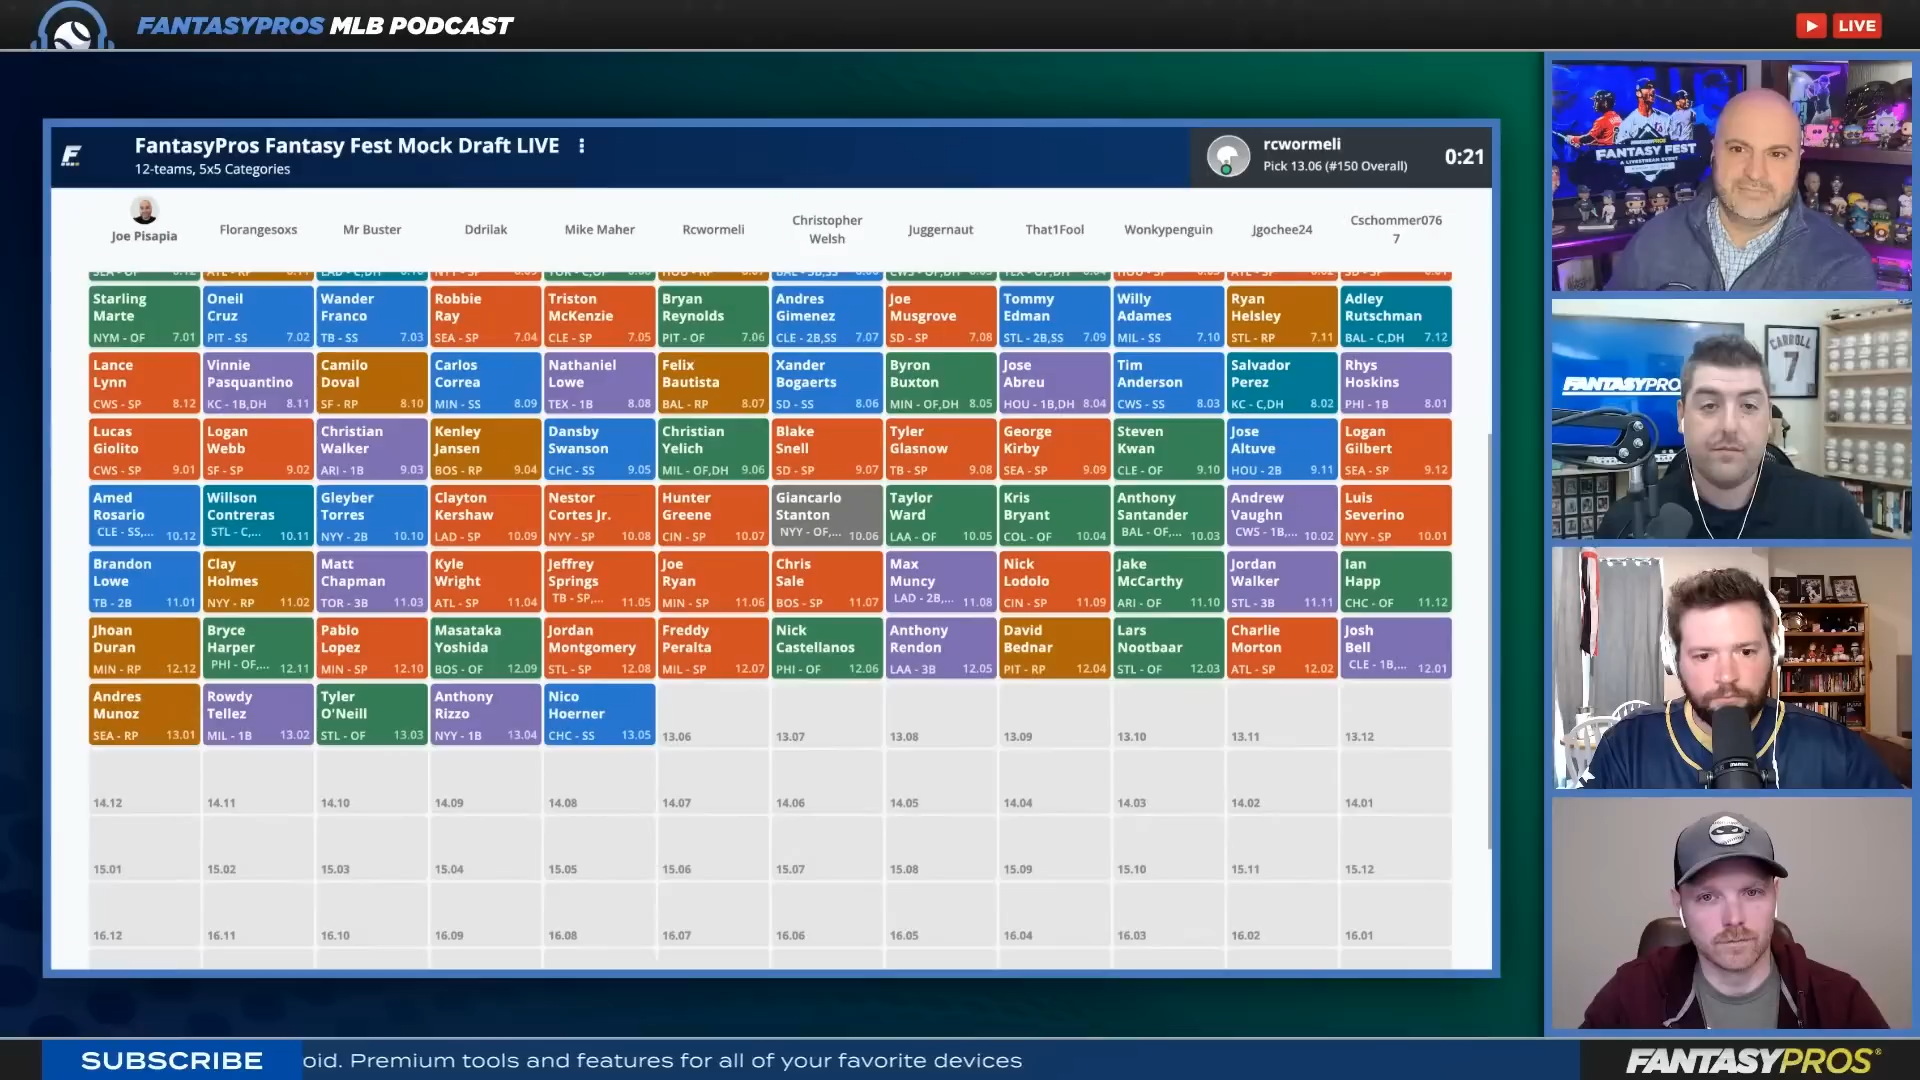 FANTASYPROS MLB PODCAST
LIVE
FantasyPros Fantasy Fest Mock Draft LIVE
12-teams, 5x5 Categories
rcwormeli
Pick 13.06 (#150 Overall)
0:21
Joe Pisapia
Florangesoxs
Mr Buster
Ddrilak
Mike Maher
Rcwormeli
Christopher
Welsh
Juggernaut
That1Fool
Wonkypenguin
Jgochee24
Cschommer076
7
Starling
Marte
NYM - OF 7.01
Oneil
Cruz
PIT - SS 7.02
Wander
Franco
TB - SS 7.03
Robbie
Ray
SEA - SP 7.04
Triston
McKenzie
CLE - SP 7.05
Bryan
Reynolds
PIT - OF 7.06
Andres
Gimenez
CLE - 2B,SS 7.07
Joe
Musgrove
SD - SP 7.08
Tommy
Edman
STL - 2B,SS 7.09
Willy
Adames
MIL - SS 7.10
Ryan
Helsley
STL - RP 7.11
Adley
Rutschman
BAL - C,DH 7.12
Lance
Lynn
CWS - SP 8.12
Vinnie
Pasquantino
KC - 1B,DH 8.11
Camilo
Doval
SF - RP 8.10
Carlos
Correa
MIN - SS 8.09
Nathaniel
Lowe
TEX - 1B 8.08
Felix
Bautista
BAL - RP 8.07
Xander
Bogaerts
SD - SS 8.06
Byron
Buxton
MIN - OF,DH 8.05
Jose
Abreu
HOU - 1B,DH 8.04
Tim
Anderson
CWS - SS 8.03
Salvador
Perez
KC - C,DH 8.02
Rhys
Hoskins
PHI - 1B 8.01
Lucas
Giolito
CWS - SP 9.01
Logan
Webb
SF - SP 9.02
Christian
Walker
ARI - 1B 9.03
Kenley
Jansen
BOS - RP 9.04
Dansby
Swanson
CHC - SS 9.05
Christian
Yelich
MIL - OF,DH 9.06
Blake
Snell
SD - SP 9.07
Tyler
Glasnow
TB - SP 9.08
George
Kirby
SEA - SP 9.09
Steven
Kwan
CLE - OF 9.10
Jose
Altuve
HOU - 2B 9.11
Logan
Gilbert
SEA - SP 9.12
Amed
Rosario
CLE - SS,... 10.12
Willson
Contreras
STL - C,... 10.11
Gleyber
Torres
NYY - 2B 10.10
Clayton
Kershaw
LAD - SP 10.09
Nestor
Cortes Jr.
NYY - SP 10.08
Hunter
Greene
CIN - SP 10.07
Giancarlo
Stanton
NYY - OF,... 10.06
Taylor
Ward
LAA - OF 10.05
Kris
Bryant
COL - OF 10.04
Anthony
Santander
BAL - OF,... 10.03
Andrew
Vaughn
CWS - 1B,... 10.02
Luis
Severino
NYY - SP 10.01
Brandon
Lowe
TB - 2B 11.01
Clay
Holmes
NYY - RP 11.02
Matt
Chapman
TOR - 3B 11.03
Kyle
Wright
ATL - SP 11.04
Jeffrey
Springs
TB - SP,... 11.05
Joe
Ryan
MIN - SP 11.06
Chris
Sale
BOS - SP 11.07
Max
Muncy
LAD - 2B,... 11.08
Nick
Lodolo
CIN - SP 11.09
Jake
McCarthy
ARI - OF 11.10
Jordan
Walker
STL - 3B 11.11
Ian
Happ
CHC - OF 11.12
Jhoan
Duran
MIN - RP 12.12
Bryce
Harper
PHI - OF,... 12.11
Pablo
Lopez
MIN - SP 12.10
Masataka
Yoshida
BOS - OF 12.09
Jordan
Montgomery
STL - SP 12.08
Freddy
Peralta
MIL - SP 12.07
Nick
Castellanos
PHI - OF 12.06
Anthony
Rendon
LAA - 3B 12.05
David
Bednar
PIT - RP 12.04
Lars
Nootbaar
STL - OF 12.03
Charlie
Morton
ATL - SP 12.02
Josh
Bell
CLE - 1B,... 12.01
Andres
Munoz
SEA - RP 13.01
Rowdy
Tellez
MIL - 1B 13.02
Tyler
O'Neill
STL - OF 13.03
Anthony
Rizzo
NYY - 1B 13.04
Nico
Hoerner
CHC - SS 13.05
13.06
13.07
13.08
13.09
13.10
13.11
13.12
14.12
14.11
14.10
14.09
14.08
14.07
14.06
14.05
14.04
14.03
14.02
14.01
15.01
15.02
15.03
15.04
15.05
15.06
15.07
15.08
15.09
15.10
15.11
15.12
16.12
16.11
16.10
16.09
16.08
16.07
16.06
16.05
16.04
16.03
16.02
16.01
FANTASY FEST
FANTASYPRO
CARROLL
7
SUBSCRIBE
oid. Premium tools and features for all of your favorite devices
FANTASYPROS